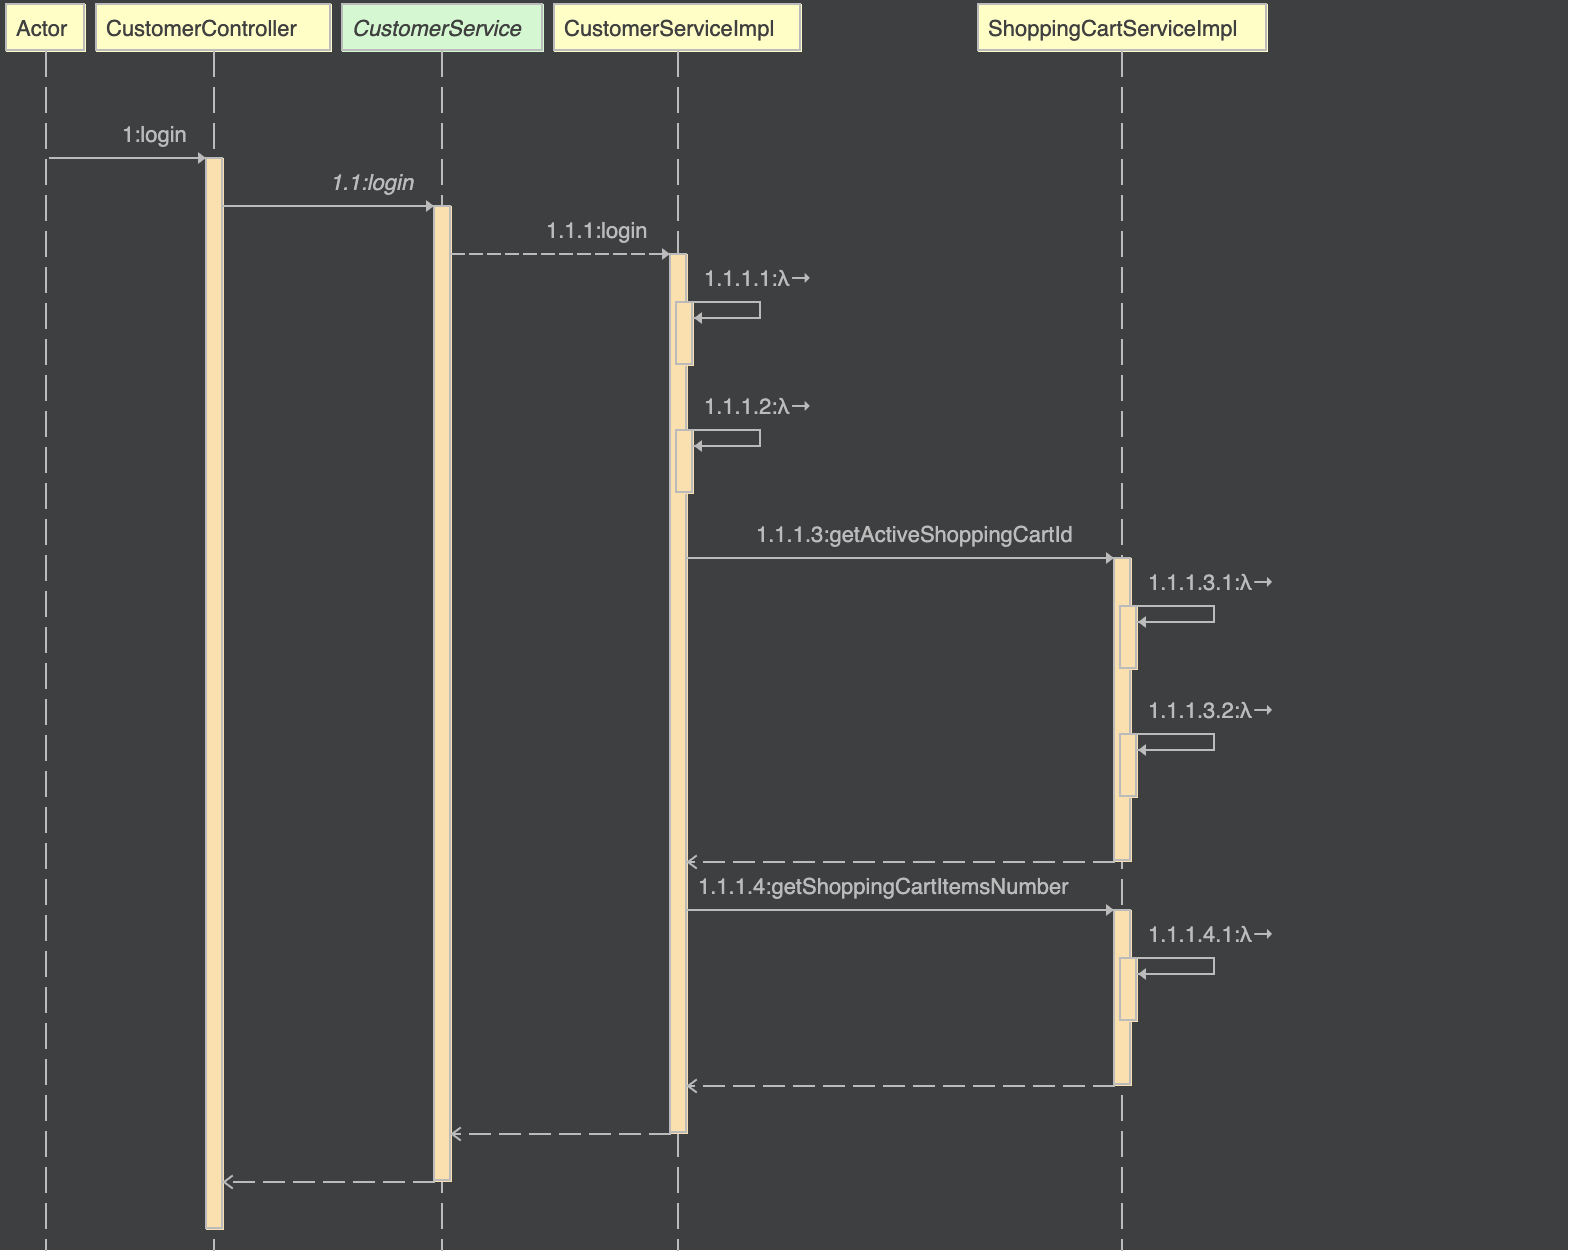 Actor
CustomerController
CustomerService
CustomerServiceImpl
ShoppingCartServiceImpl
1:login
1.1:login
1.1.1:login
1.1.1.1:λ→
1.1.1.2:λ→
1.1.1.3:getActiveShoppingCartId
1.1.1.3.1:λ→
1.1.1.3.2:λ→
1.1.1.4:getShoppingCartItemsNumber
1.1.1.4.1:λ→